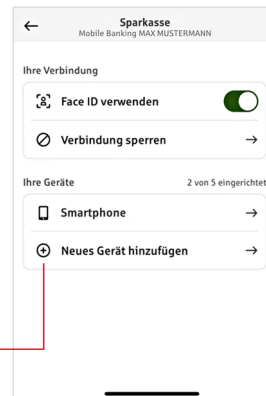 Sparkasse
Mobile Banking MAX MUSTERMANN
Ihre Verbindung
Face ID verwenden
Verbindung sperren
Ihre Geräte 2 von 5 eingerichtet
Smartphone
Neues Gerät hinzufügen